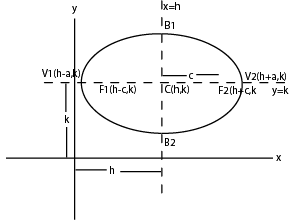 y
x=h
B1
V1(h-a,k)
c
V2(h+a,k)
F1(h-c,k)
C(h,k)
F2(h+c,k
y=k
k
B2
x
h